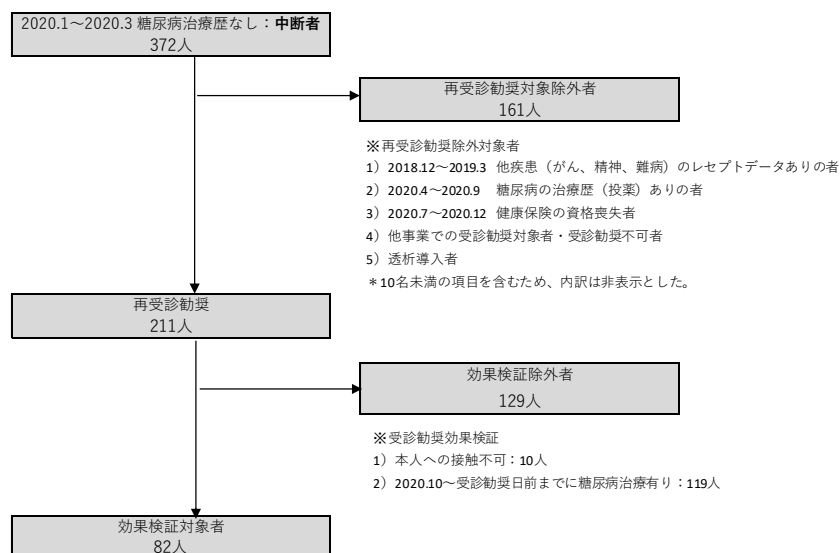 2020.1～2020.3 糖尿病治療歴なし：中断者
372人
再受診勧奨対象除外者
161人
※再受診勧奨除外対象者
1）2018.12～2019.3 他疾患（がん、精神、難病）のレセプトデータありの者
2）2020.4～2020.9 糖尿病の治療歴（投薬）ありの者
3）2020.7～2020.12 健康保険の資格喪失者
4）他事業での受診勧奨対象者・受診勧奨不可者
5）透析導入者
＊10名未満の項目を含むため、内訳は非表示とした。
再受診勧奨
211人
効果検証除外者
129人
※受診勧奨効果検証
1）本人への接触不可：10人
2）2020.10～受診勧奨日前までに糖尿病治療有り：119人
効果検証対象者
82人